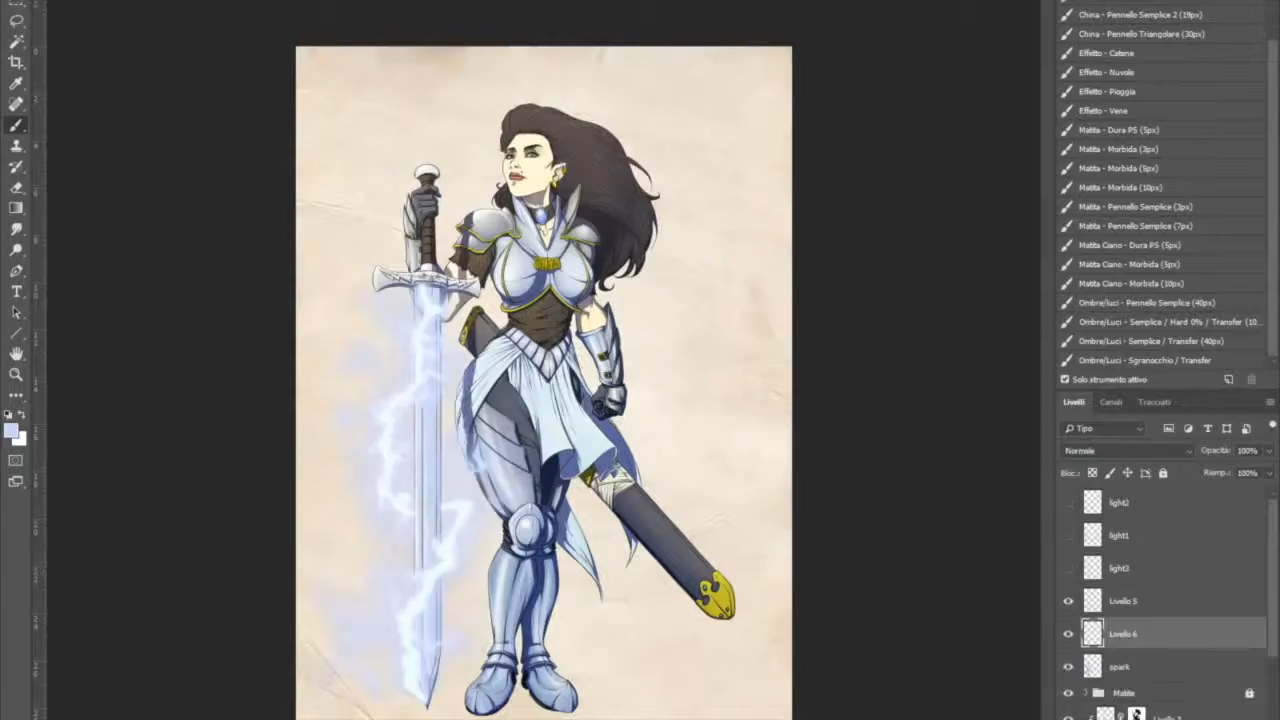 China - Pennello Semplice 2 (19px)
China - Pennello Triangolare (30px)
Effetto - Catene
Effetto - Nuvole
Effetto - Pioggia
Effetto - Vene
Matita - Dura PS (5px)
Matita - Morbida (3px)
Matita - Morbida (5px)
Matita - Morbida (10px)
Matita - Pennello Semplice (3px)
Matita - Pennello Semplice (7px)
Matita Ciano - Dura PS (5px)
Matita Ciano - Morbida (5px)
Matita Ciano - Morbida (10px)
Ombre/luci - Pennello Semplice (40px)
Ombre/Luci - Semplice / Hard 0% / Transfer (10...
Ombre/Luci - Semplice / Transfer (40px)
Ombre/Luci - Sgranocchio / Transfer
Solo strumento attivo
Livelli Canali Tracciati
Tipo
Normale Opacità: 100%
Bloc.: Riemp.: 100%
light2
light1
light3
Livello 5
Livello 6
spark
Matite